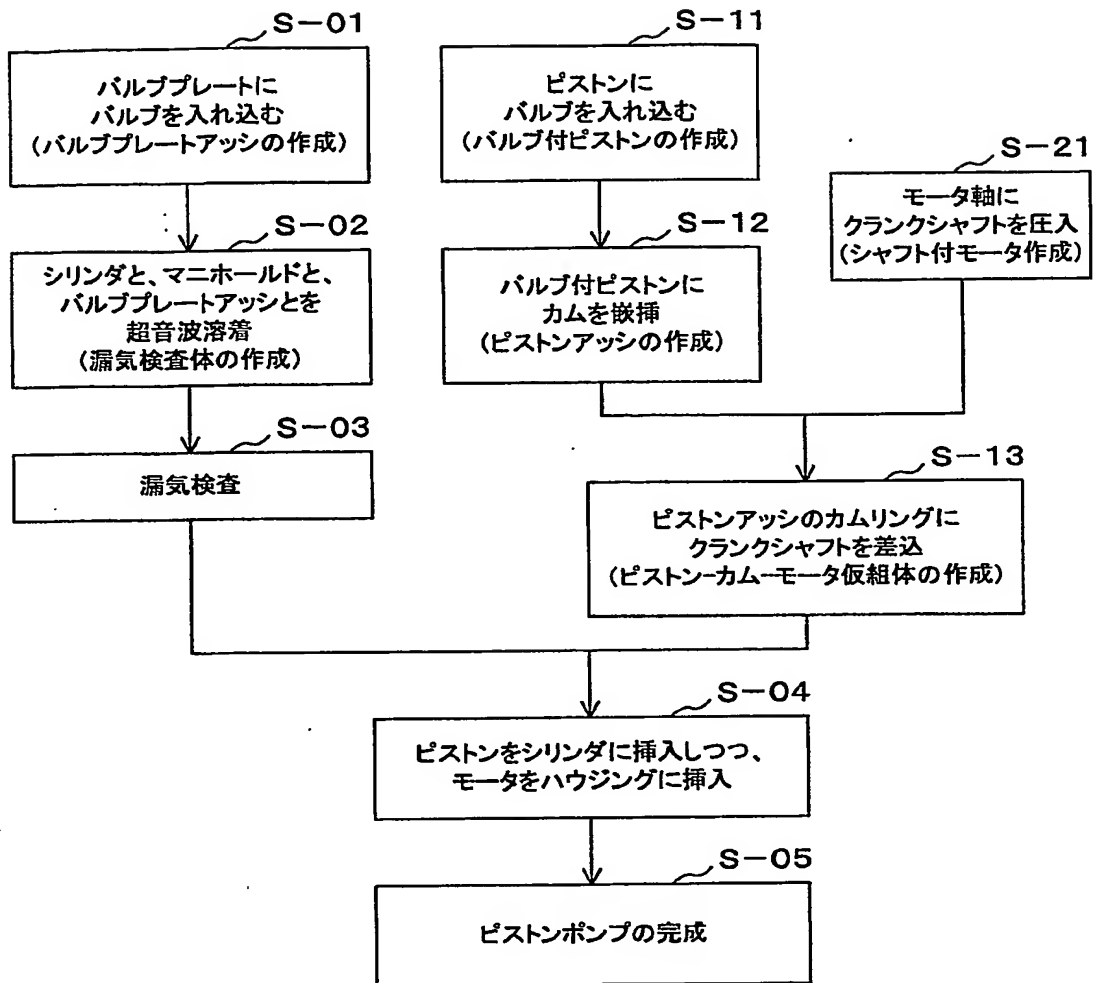 S-01
バルブプレートに
バルブを入れ込む
(バルブプレートアッシの作成)
S-02
シリンダと、マニホールドと、
バルブプレートアッシとを
超音波溶着
(漏気検査体の作成)
S-03
漏気検査
S-11
ピストンに
バルブを入れ込む
(バルブ付ピストンの作成)
S-12
バルブ付ピストンに
カムを嵌挿
(ピストンアッシの作成)
S-21
モータ軸に
クランクシャフトを圧入
(シャフト付モータ作成)
S-13
ピストンアッシのカムリングに
クランクシャフトを差込
(ピストン-カム-モータ仮組体の作成)
S-04
ピストンをシリンダに挿入しつつ、
モータをハウジングに挿入
S-05
ピストンポンプの完成